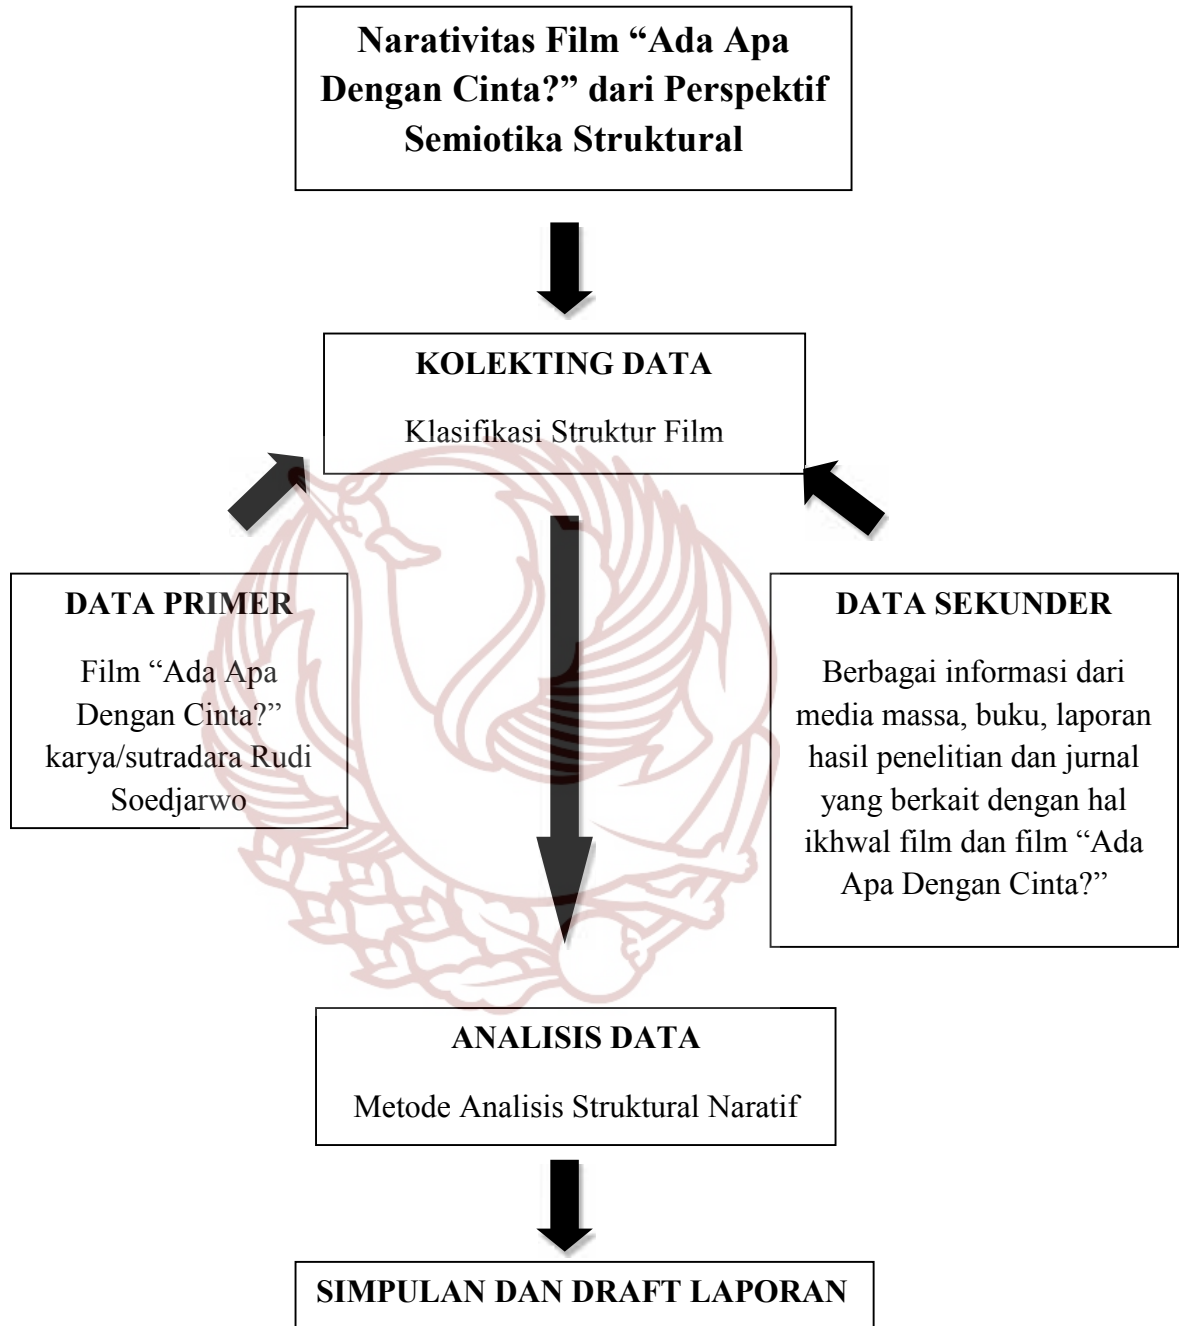 Narativitas Film “Ada Apa
Dengan Cinta?” dari Perspektif
Semiotika Struktural
KOLEKTING DATA
Klasifikasi Struktur Film
DATA PRIMER
Film “Ada Apa
Dengan Cinta?”
karya/sutradara Rudi
Soedjarwo
DATA SEKUNDER
Berbagai informasi dari
media massa, buku, laporan
hasil penelitian dan jurnal
yang berkait dengan hal
ikhwal film dan film “Ada
Apa Dengan Cinta?”
ANALISIS DATA
Metode Analisis Struktural Naratif
SIMPULAN DAN DRAFT LAPORAN